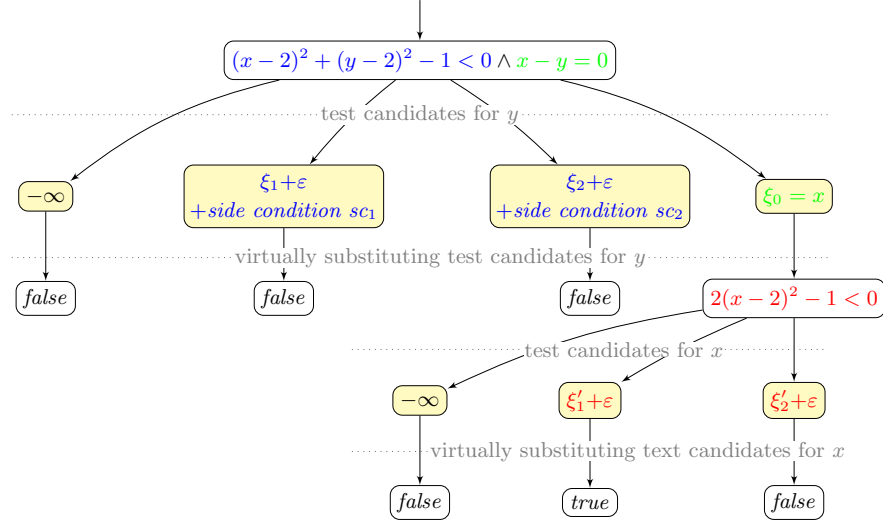 (x − 2)² + (y − 2)² − 1 < 0 ∧ x − y = 0
test candidates for y
−∞
ξ₁+ε
+side condition sc₁
ξ₂+ε
+side condition sc₂
ξ₀ = x
virtually substituting test candidates for y
false
false
false
2(x − 2)² − 1 < 0
test candidates for x
−∞
ξ′₁+ε
ξ′₂+ε
virtually substituting text candidates for x
false
true
false